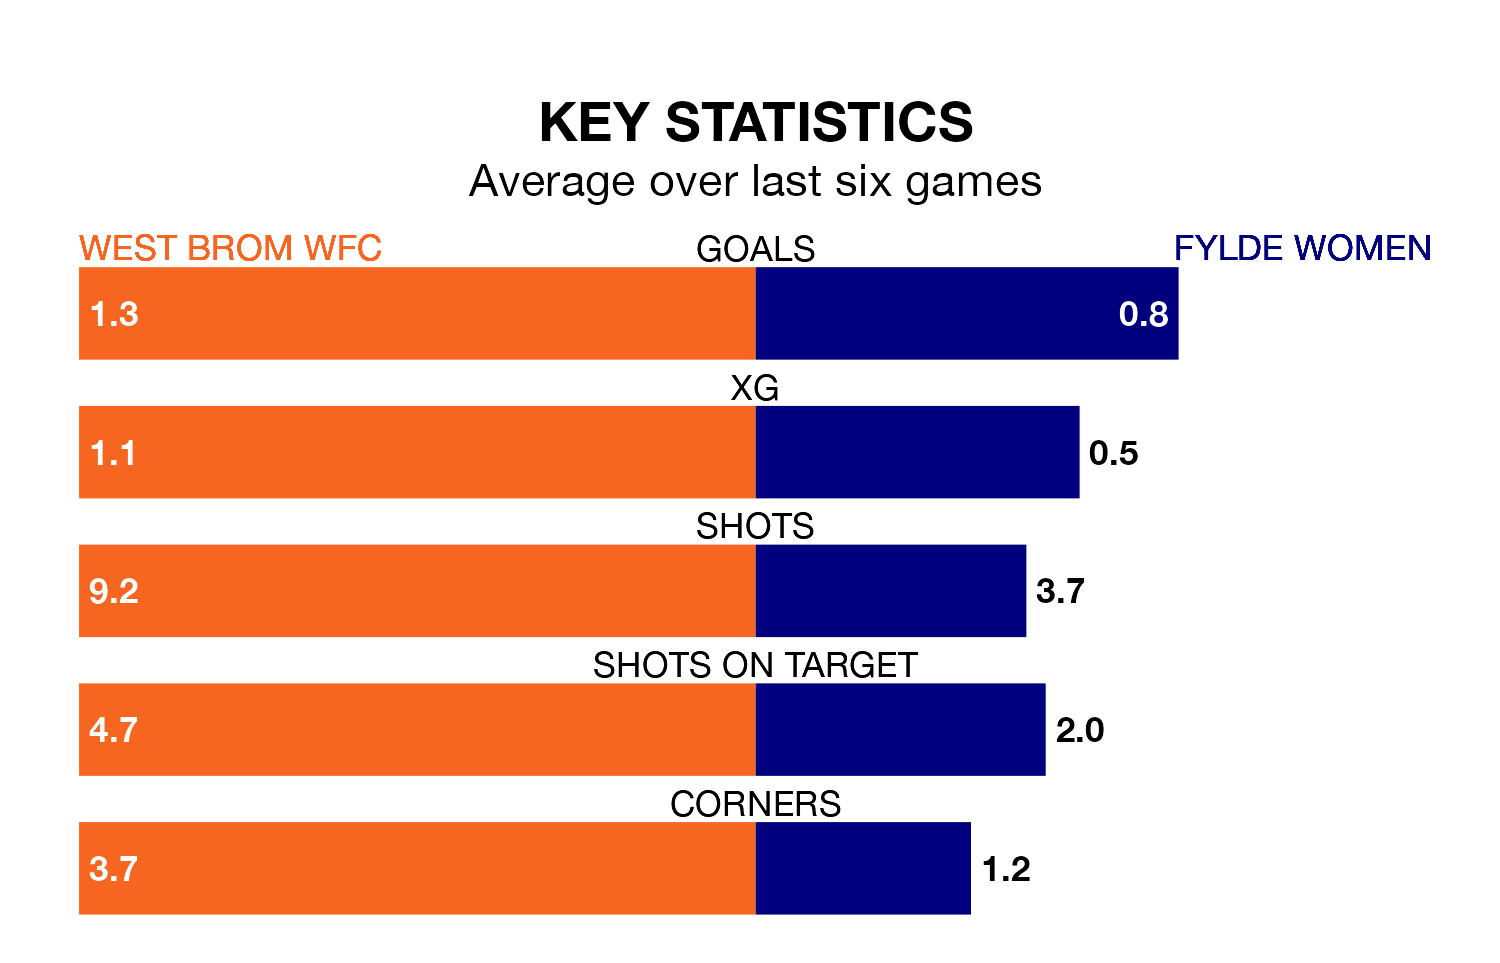 KEY STATISTICS
Average over last six games
WEST BROM WFC GOALS FYLDE WOMEN
1.3 0.8
XG
1.1 0.5
SHOTS
9.2 3.7
SHOTS ON TARGET
4.7 2.0
CORNERS
3.7 1.2